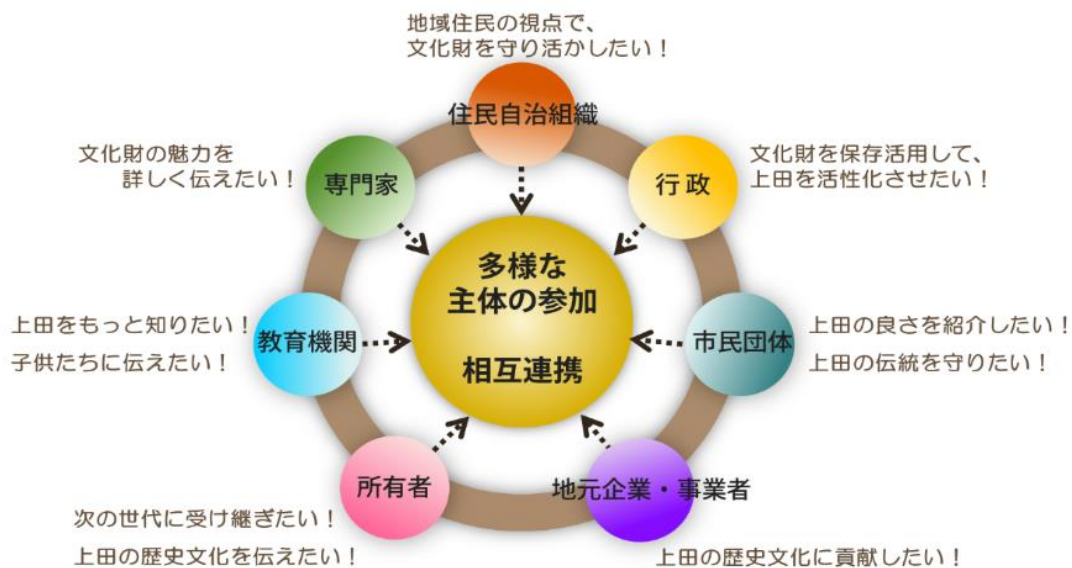 地域住民の視点で、
文化財を守り活かしたい！
住民自治組織
文化財の魅力を
詳しく伝えたい！
専門家
行政
文化財を保存活用して、
上田を活性化させたい！
多様な
主体の参加
相互連携
上田をもっと知りたい！
子供たちに伝えたい！
教育機関
市民団体
上田の良さを紹介したい！
上田の伝統を守りたい！
所有者
次の世代に受け継ぎたい！
上田の歴史文化を伝えたい！
地元企業・事業者
上田の歴史文化に貢献したい！